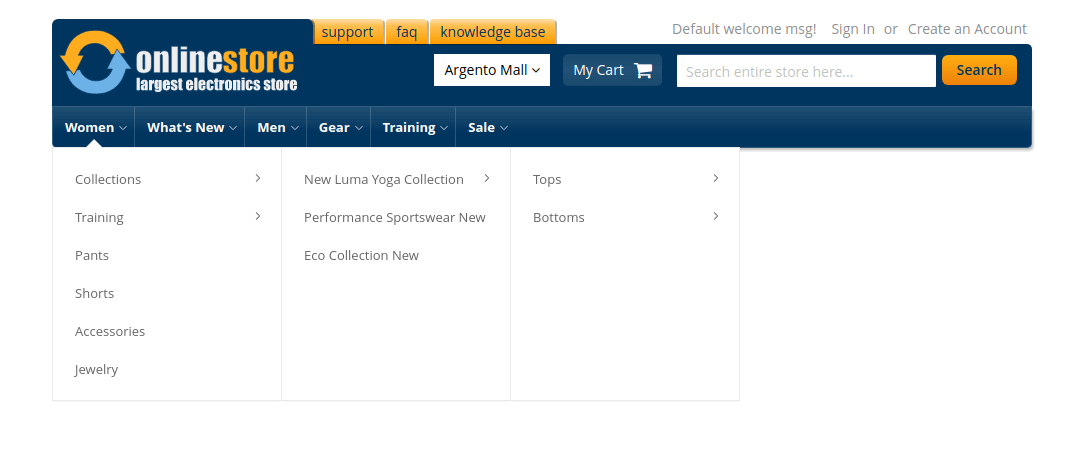 support faq knowledge base
Default welcome msg! Sign In or Create an Account
onlinestore
largest electronics store
Argento Mall
My Cart
Search entire store here...
Search
Women What's New Men Gear Training Sale
Collections
Training
Pants
Shorts
Accessories
Jewelry
New Luma Yoga Collection
Performance Sportswear New
Eco Collection New
Tops
Bottoms